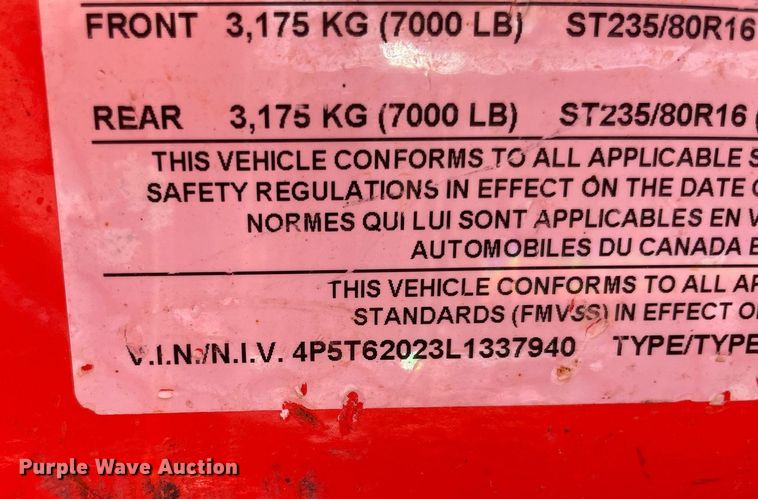 FRONT 3,175 KG (7000 LB) ST235/80R16
REAR 3,175 KG (7000 LB) ST235/80R16 (
THIS VEHICLE CONFORMS TO ALL APPLICABLE S
SAFETY REGULATIONS IN EFFECT ON THE DATE O
NORMES QUI LUI SONT APPLICABLES EN V
AUTOMOBILES DU CANADA E
THIS VEHICLE CONFORMS TO ALL AP
STANDARDS (FMVSS) IN EFFECT O
V.I.N./N.I.V. 4P5T62023L1337940 TYPE/TYPE
Purple Wave Auction